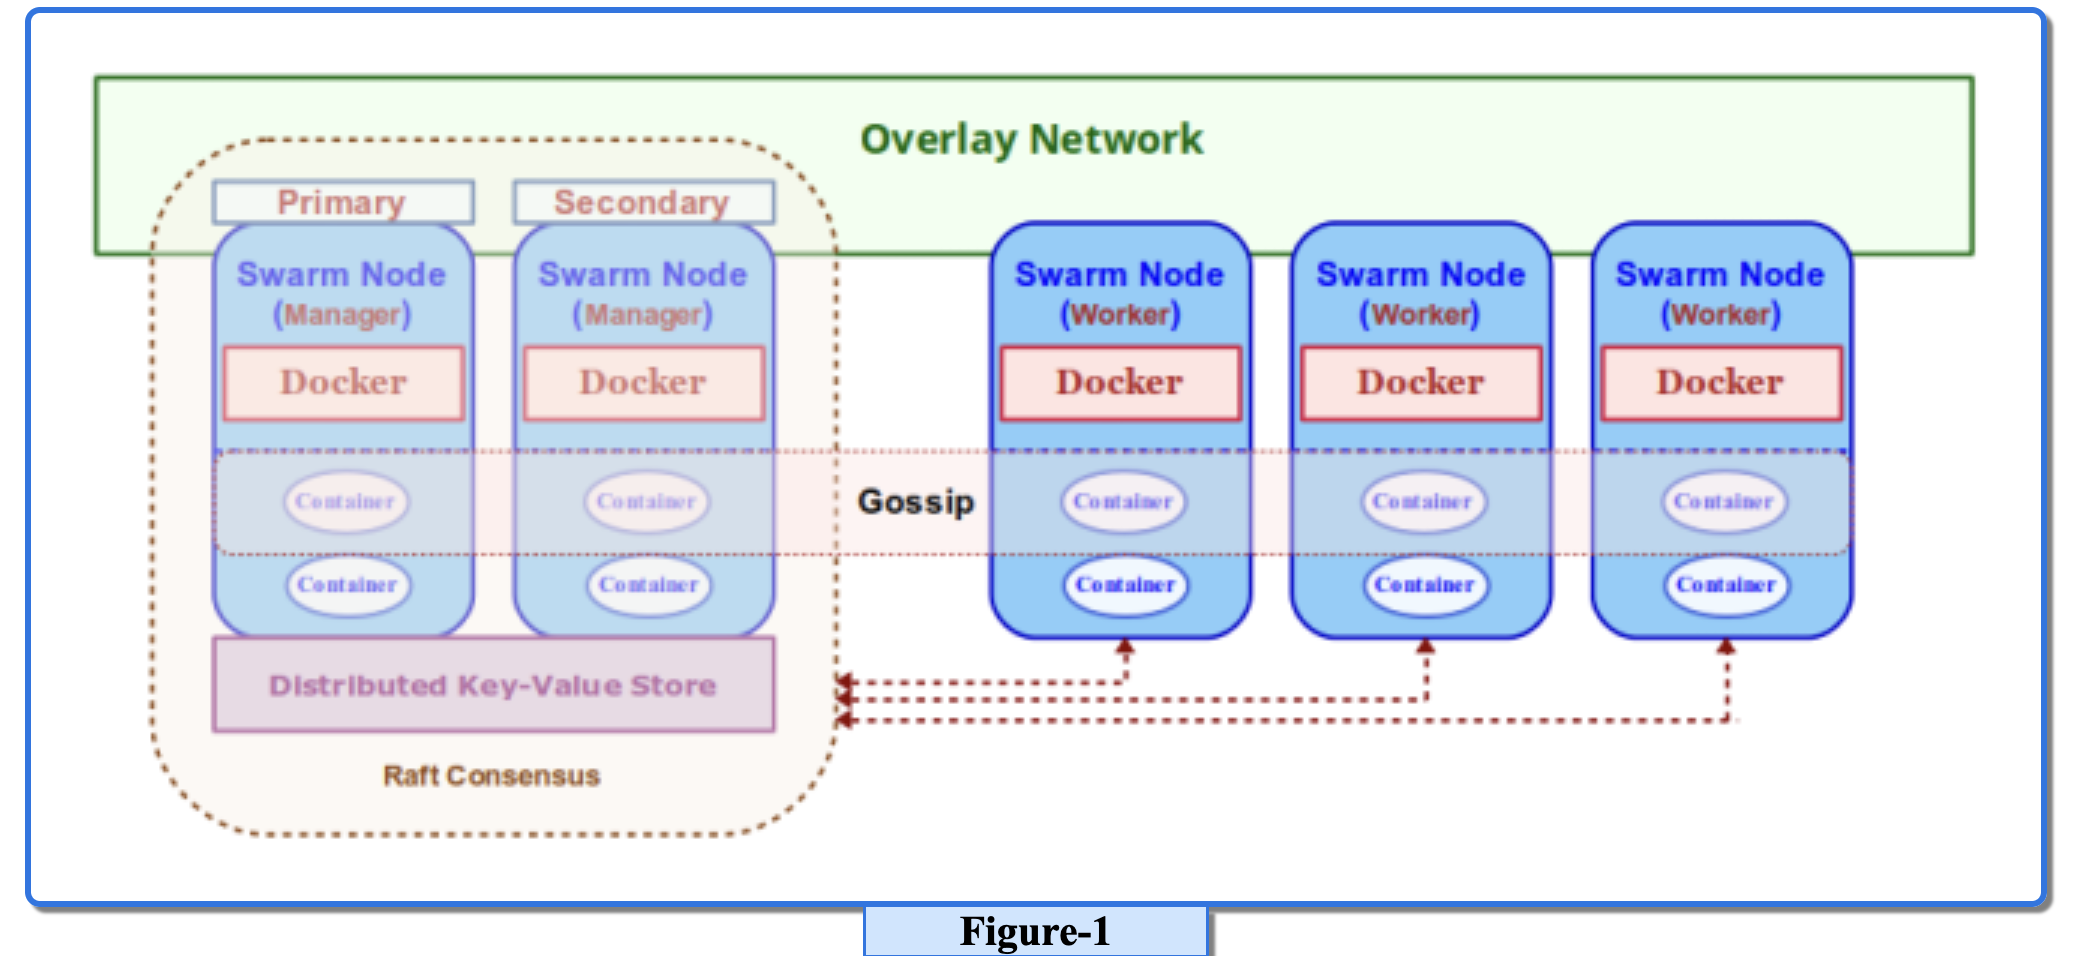 Overlay Network
Primary
Secondary
Swarm Node
(Manager)
Docker
Container
Container
Swarm Node
(Manager)
Docker
Container
Container
Distributed Key-Value Store
Raft Consensus
Gossip
Swarm Node
(Worker)
Docker
Container
Container
Swarm Node
(Worker)
Docker
Container
Container
Swarm Node
(Worker)
Docker
Container
Container
Figure-1